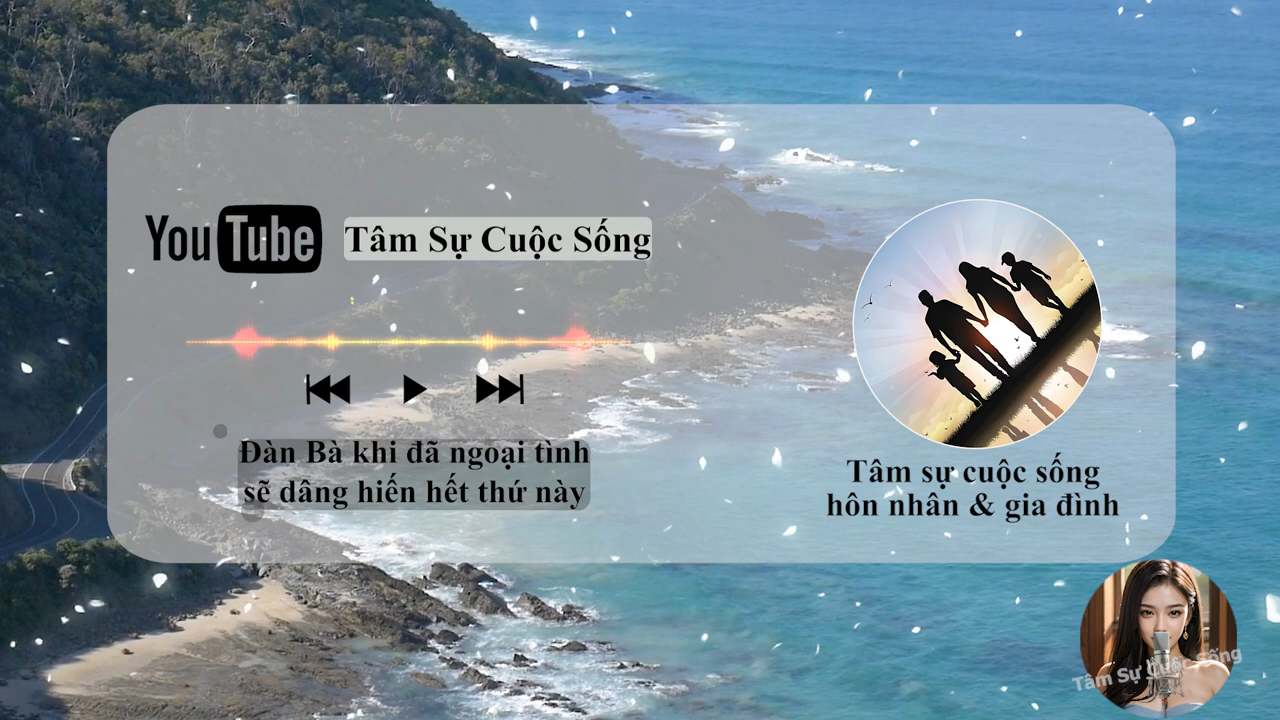 YouTube
Tâm Sự Cuộc Sống
Đàn Bà khi đã ngoại tình
sẽ dâng hiến hết thứ này
Tâm sự cuộc sống
hôn nhân & gia đình
Tâm Sự Cuộc Sống